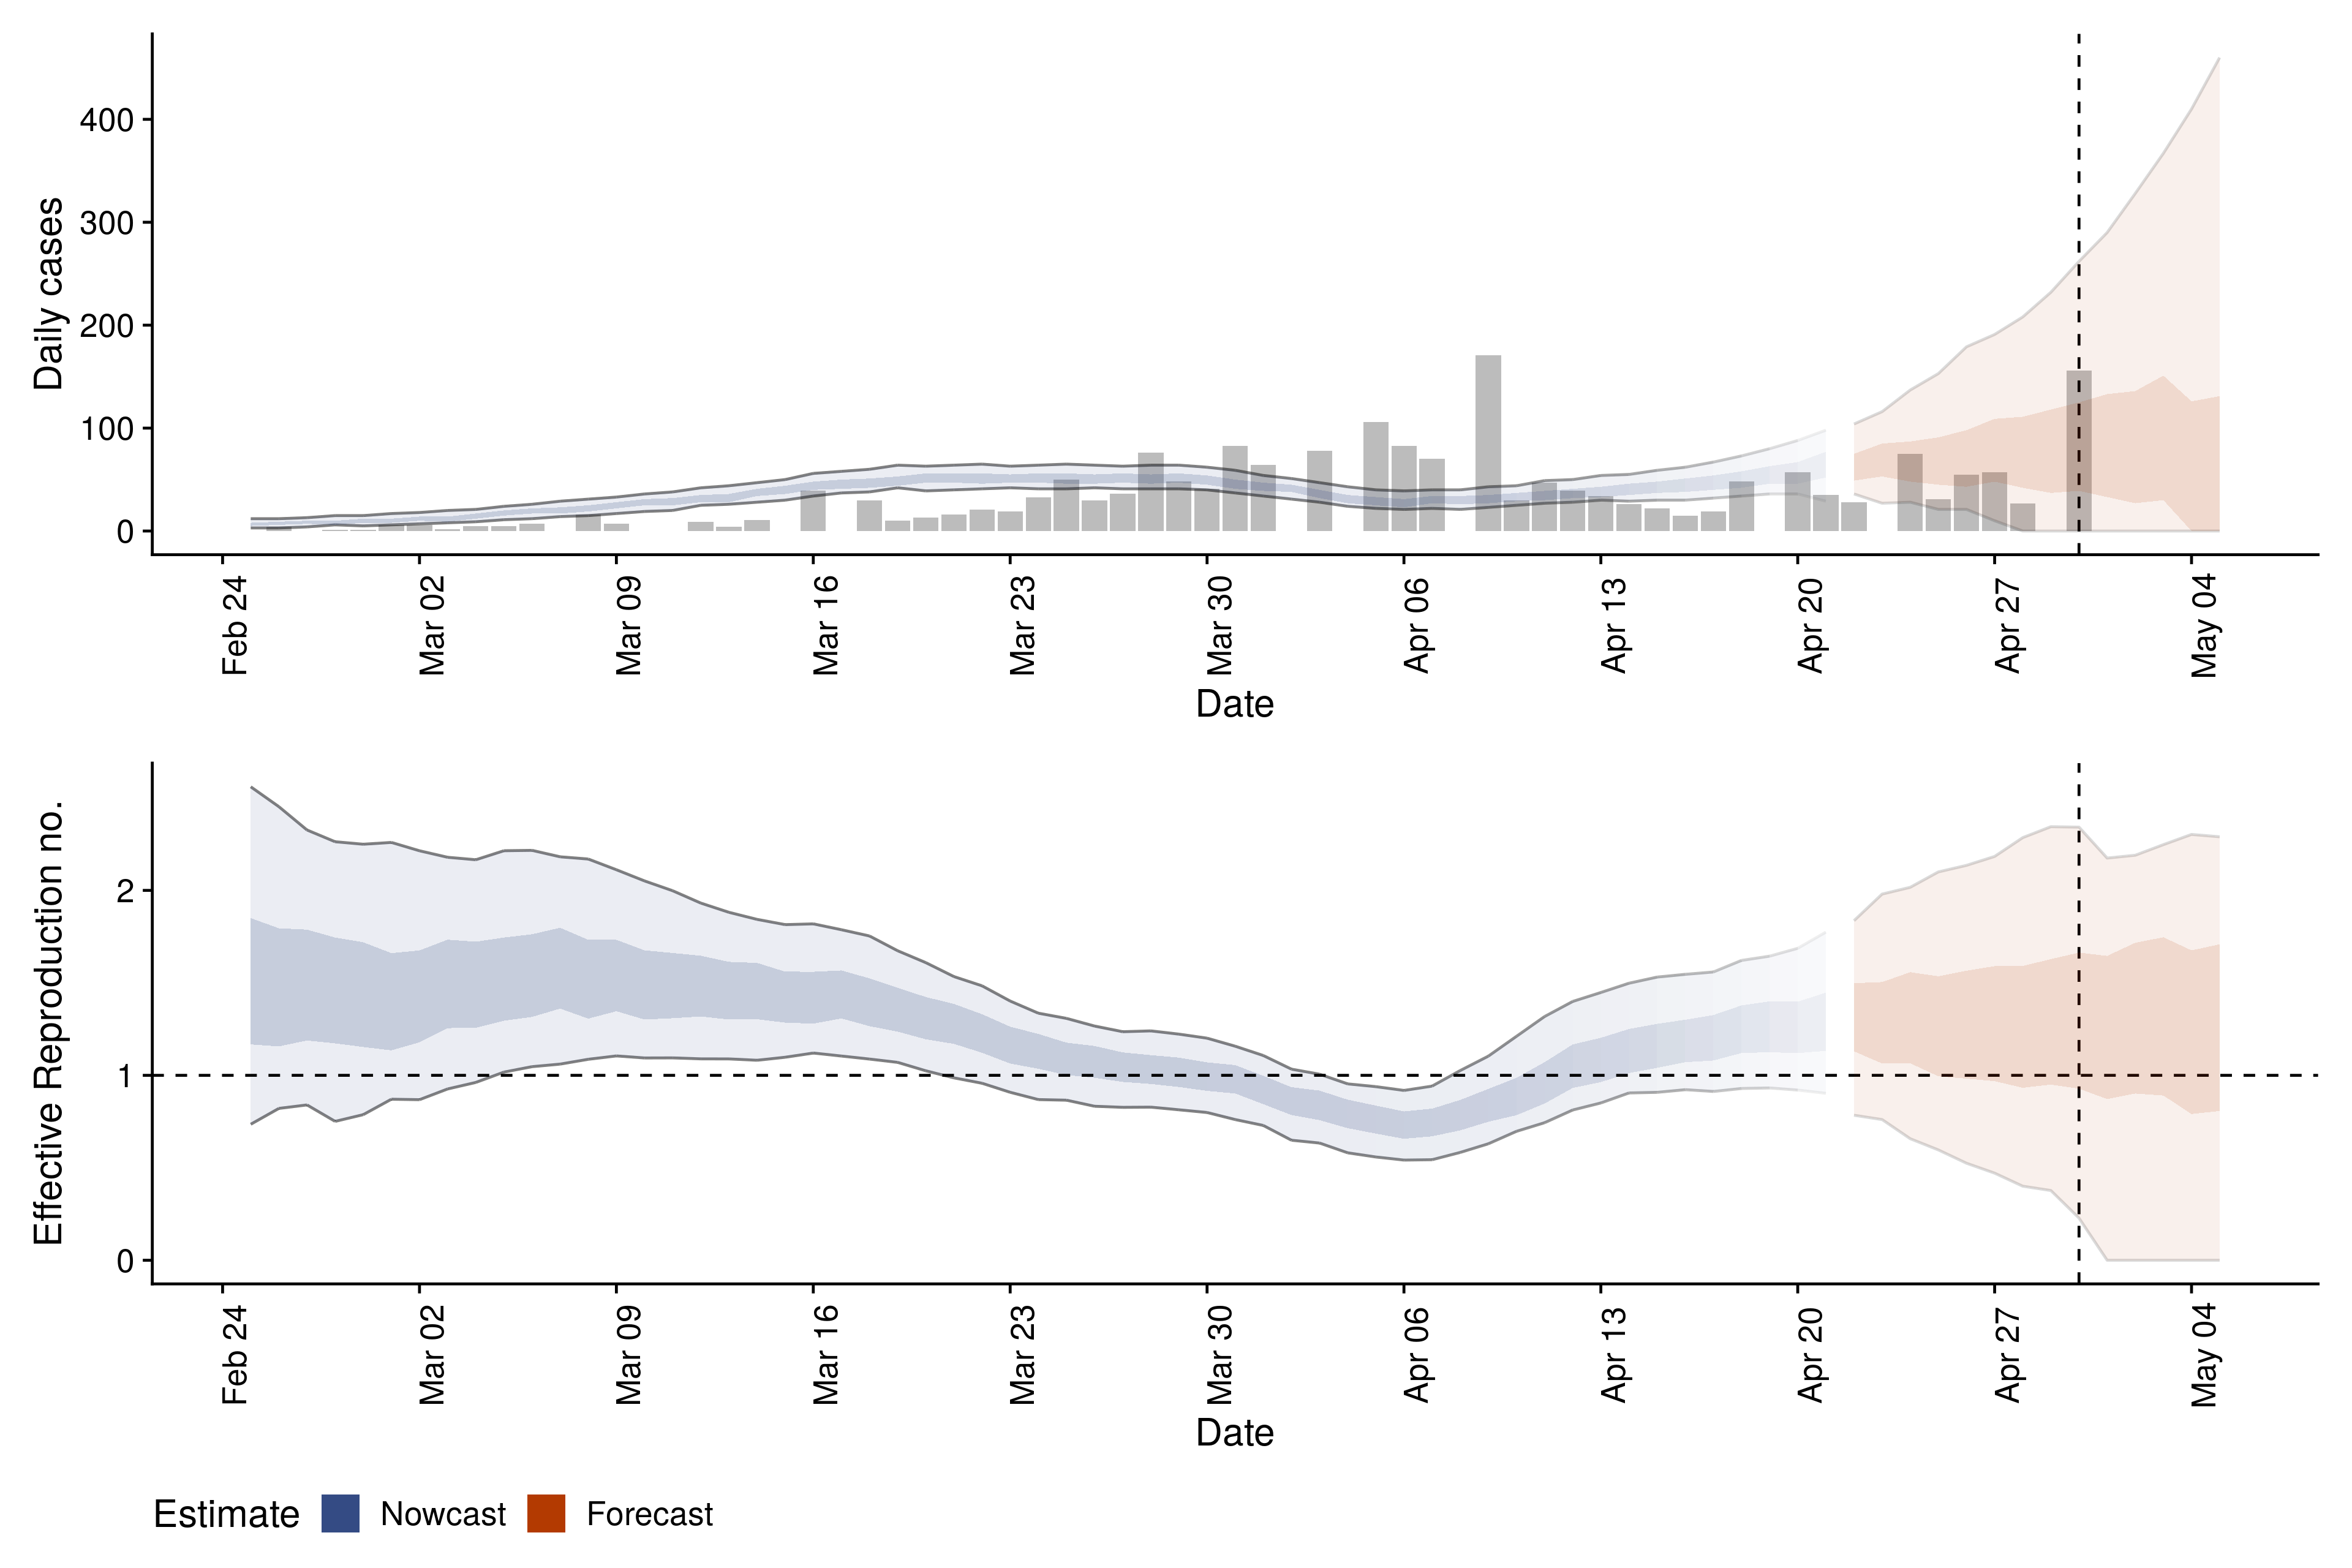 Daily cases
400
300
200
100
0
Feb 24
Mar 02
Mar 09
Mar 16
Mar 23
Mar 30
Apr 06
Apr 13
Apr 20
Apr 27
May 04
Date
Effective Reproduction no.
2
1
0
Feb 24
Mar 02
Mar 09
Mar 16
Mar 23
Mar 30
Apr 06
Apr 13
Apr 20
Apr 27
May 04
Date
Estimate Nowcast Forecast